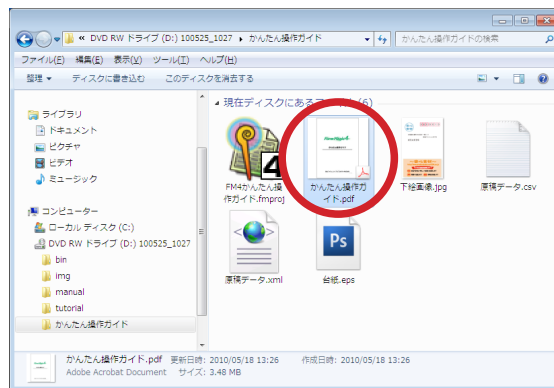 « DVD RW ドライブ (D:) 100525_1027 ▸ かんたん操作ガイド
かんたん操作ガイドの検索
ファイル(F) 編集(E) 表示(V) ツール(T) ヘルプ(H)
整理 ディスクに書き込む このディスクを消去する
ライブラリ
ドキュメント
ピクチャ
ビデオ
ミュージック
コンピューター
ローカル ディスク (C:)
DVD RW ドライブ (D:) 100525_1027
bin
img
manual
tutorial
かんたん操作ガイド
現在ディスクにあ (6)
4
FM4かんたん操
作ガイド.fmproj
かんたん操作ガ
イド.pdf
下絵画像.jpg
原稿データ.csv
原稿データ.xml
Ps
台紙.eps
かんたん操作ガイド.pdf 更新日時: 2010/05/18 13:26 作成日時: 2010/05/18 13:26
Adobe Acrobat Document サイズ: 3.48 MB